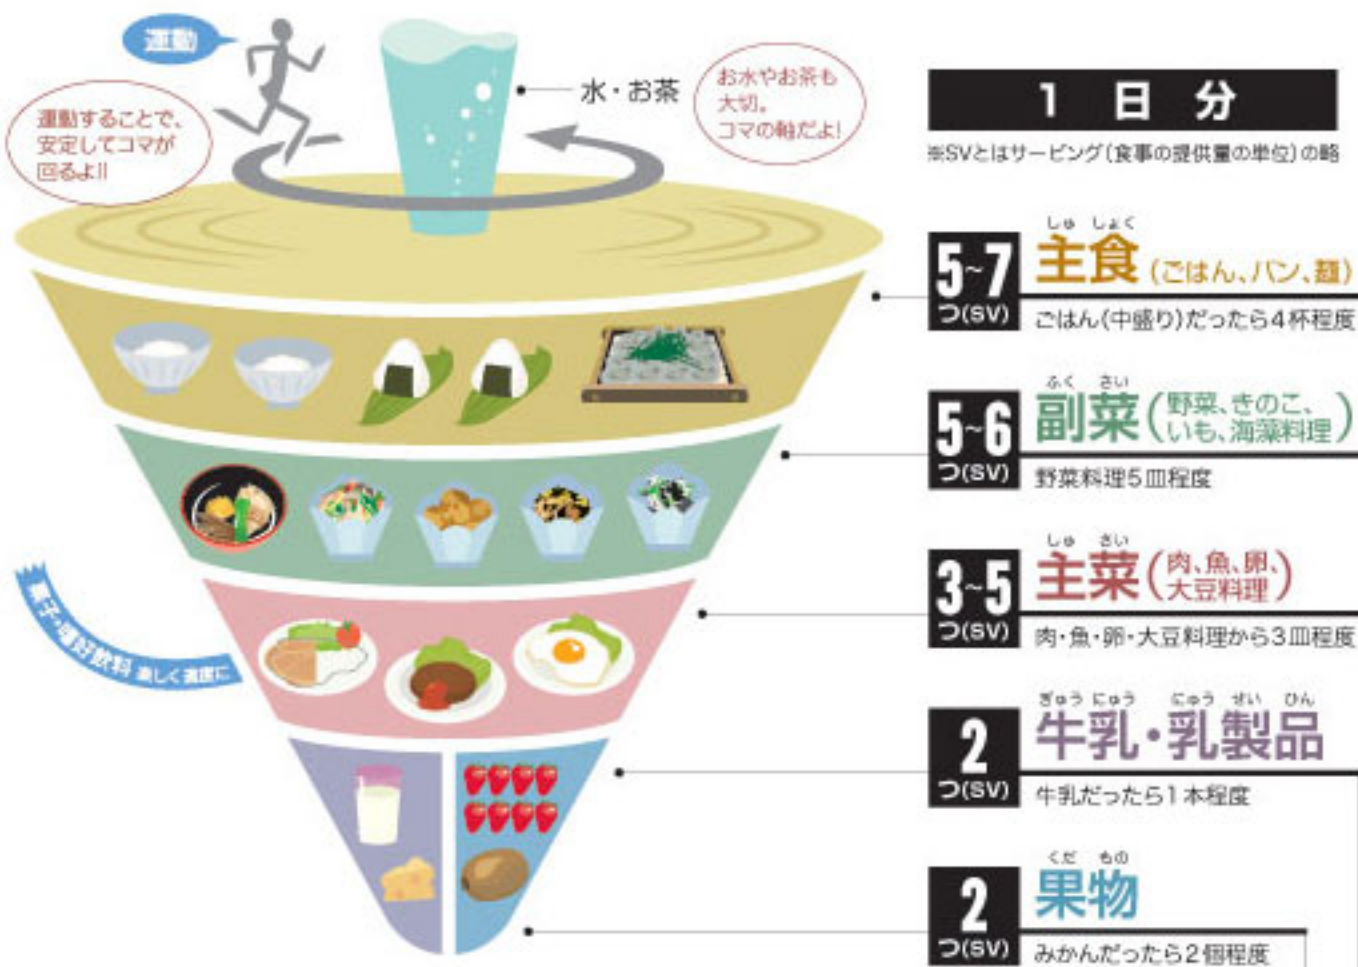 運動
運動することで、
安定してコマが
回るよ!!
水・お茶
お水やお茶も
大切。
コマの軸だよ!
菓子・嗜好飲料 楽しく適度に
1日分
※SVとはサービング(食事の提供量の単位)の略
5~7
つ(SV)
しゅ しょく
主食(ごはん、パン、麺)
ごはん(中盛り)だったら4杯程度
5~6
つ(SV)
ふく さい
副菜(野菜、きのこ、
いも、海藻料理)
野菜料理5皿程度
3~5
つ(SV)
しゅ さい
主菜(肉、魚、卵、
大豆料理)
肉・魚・卵・大豆料理から3皿程度
2
つ(SV)
ぎゅう にゅう にゅう せい ひん
牛乳・乳製品
牛乳だったら1本程度
2
つ(SV)
くだ もの
果物
みかんだったら2個程度